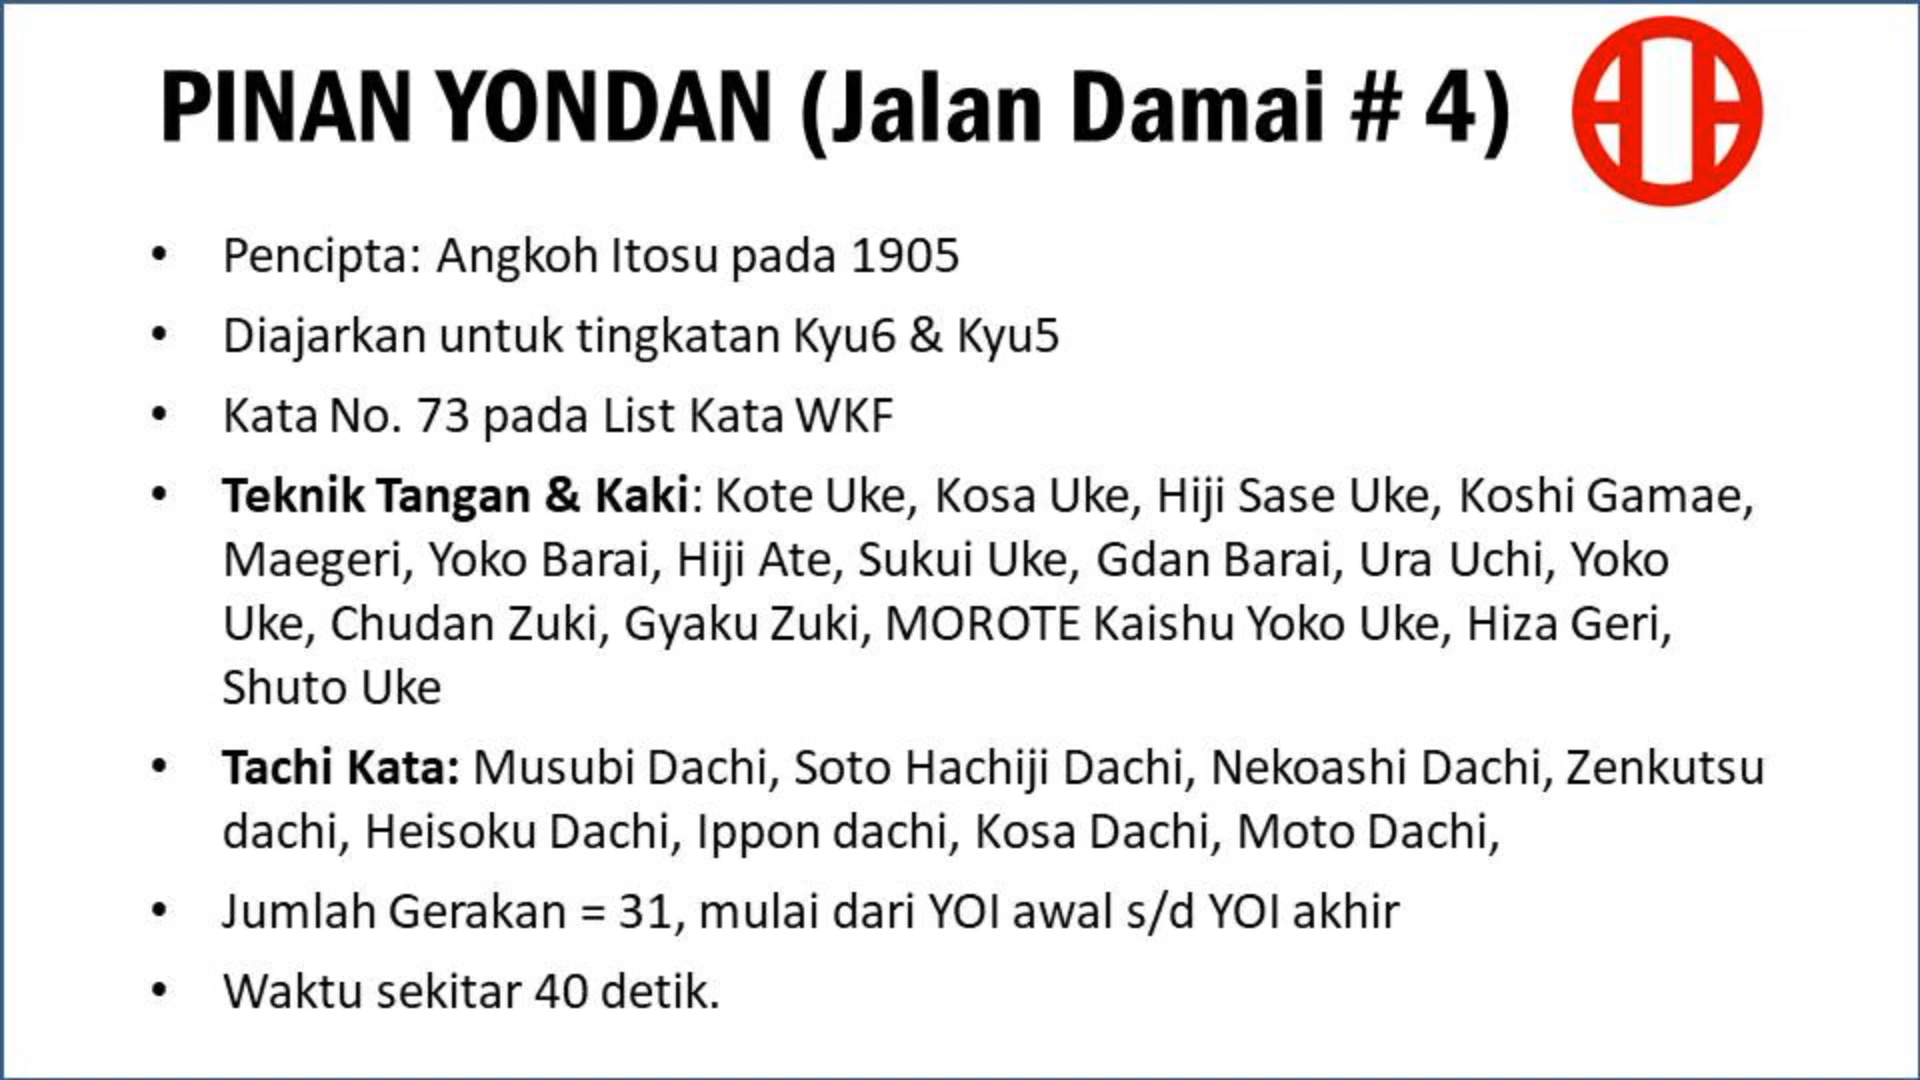 PINAN YONDAN (Jalan Damai # 4)
• Pencipta: Angkoh Itosu pada 1905
• Diajarkan untuk tingkatan Kyu6 & Kyu5
• Kata No. 73 pada List Kata WKF
• Teknik Tangan & Kaki: Kote Uke, Kosa Uke, Hiji Sase Uke, Koshi Gamae,
Maegeri, Yoko Barai, Hiji Ate, Sukui Uke, Gdan Barai, Ura Uchi, Yoko
Uke, Chudan Zuki, Gyaku Zuki, MOROTE Kaishu Yoko Uke, Hiza Geri,
Shuto Uke
• Tachi Kata: Musubi Dachi, Soto Hachiji Dachi, Nekoashi Dachi, Zenkutsu
dachi, Heisoku Dachi, Ippon dachi, Kosa Dachi, Moto Dachi,
• Jumlah Gerakan = 31, mulai dari YOI awal s/d YOI akhir
• Waktu sekitar 40 detik.